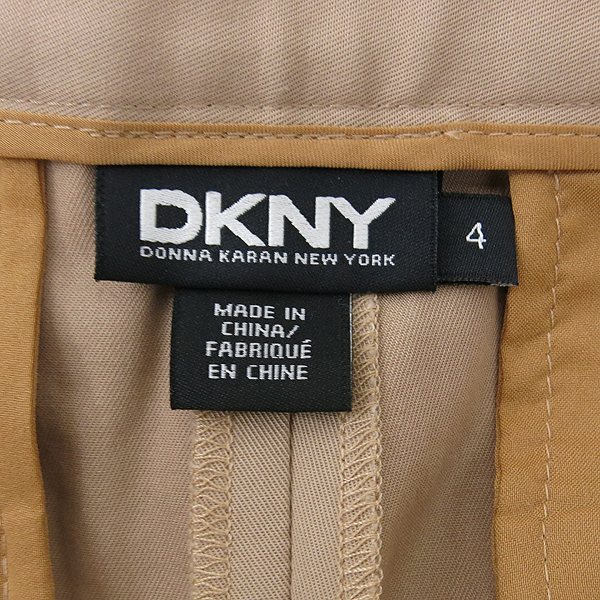 DKNY
DONNA KARAN NEW YORK
4
MADE IN
CHINA/
FABRIQUÉ
EN CHINE